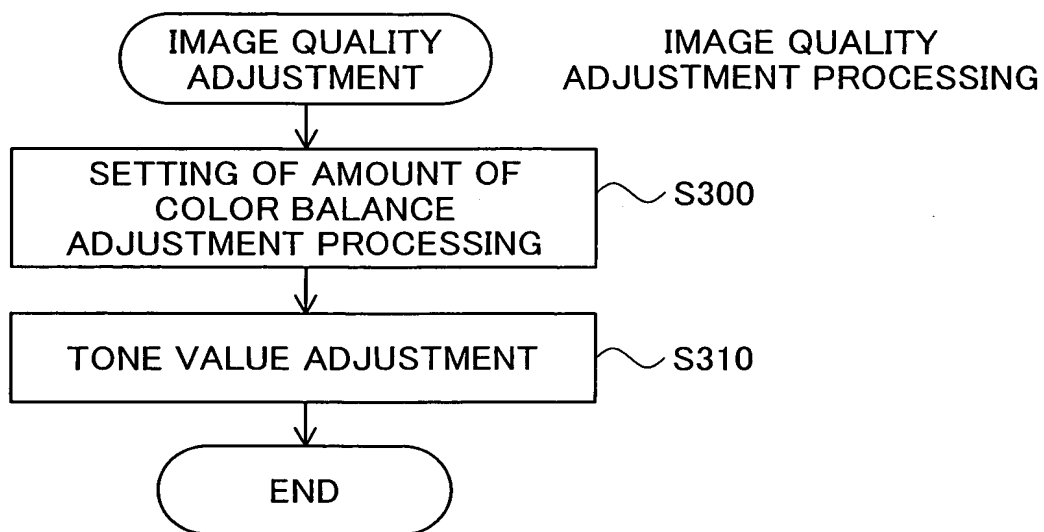 IMAGE QUALITY
ADJUSTMENT
IMAGE QUALITY
ADJUSTMENT PROCESSING
SETTING OF AMOUNT OF
COLOR BALANCE
ADJUSTMENT PROCESSING
S300
TONE VALUE ADJUSTMENT
S310
END